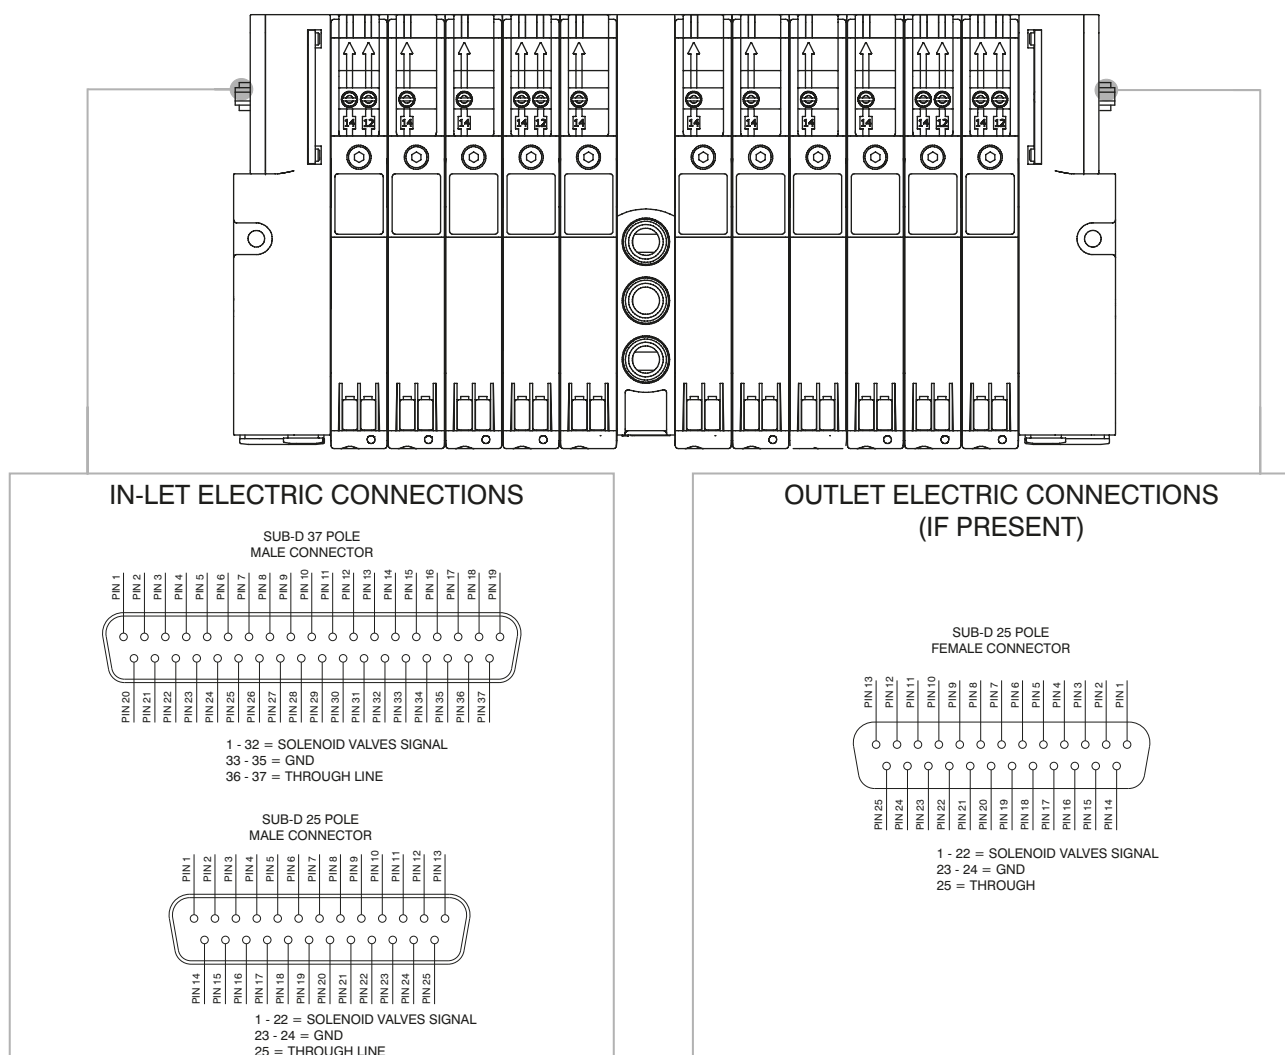 14 12 14 14 14 12 14 14 14 14 14 14 12 14 12
IN-LET ELECTRIC CONNECTIONS
SUB-D 37 POLE
MALE CONNECTOR
PIN 1 PIN 2 PIN 3 PIN 4 PIN 5 PIN 6 PIN 7 PIN 8 PIN 9 PIN 10 PIN 11 PIN 12 PIN 13 PIN 14 PIN 15 PIN 16 PIN 17 PIN 18 PIN 19
PIN 20 PIN 21 PIN 22 PIN 23 PIN 24 PIN 25 PIN 26 PIN 27 PIN 28 PIN 29 PIN 30 PIN 31 PIN 32 PIN 33 PIN 34 PIN 35 PIN 36 PIN 37
1 - 32 = SOLENOID VALVES SIGNAL
33 - 35 = GND
36 - 37 = THROUGH LINE
SUB-D 25 POLE
MALE CONNECTOR
PIN 1 PIN 2 PIN 3 PIN 4 PIN 5 PIN 6 PIN 7 PIN 8 PIN 9 PIN 10 PIN 11 PIN 12 PIN 13
PIN 14 PIN 15 PIN 16 PIN 17 PIN 18 PIN 19 PIN 20 PIN 21 PIN 22 PIN 23 PIN 24 PIN 25
1 - 22 = SOLENOID VALVES SIGNAL
23 - 24 = GND
25 = THROUGH LINE
OUTLET ELECTRIC CONNECTIONS
(IF PRESENT)
SUB-D 25 POLE
FEMALE CONNECTOR
PIN 13 PIN 12 PIN 11 PIN 10 PIN 9 PIN 8 PIN 7 PIN 6 PIN 5 PIN 4 PIN 3 PIN 2 PIN 1
PIN 25 PIN 24 PIN 23 PIN 22 PIN 21 PIN 20 PIN 19 PIN 18 PIN 17 PIN 16 PIN 15 PIN 14
1 - 22 = SOLENOID VALVES SIGNAL
23 - 24 = GND
25 = THROUGH